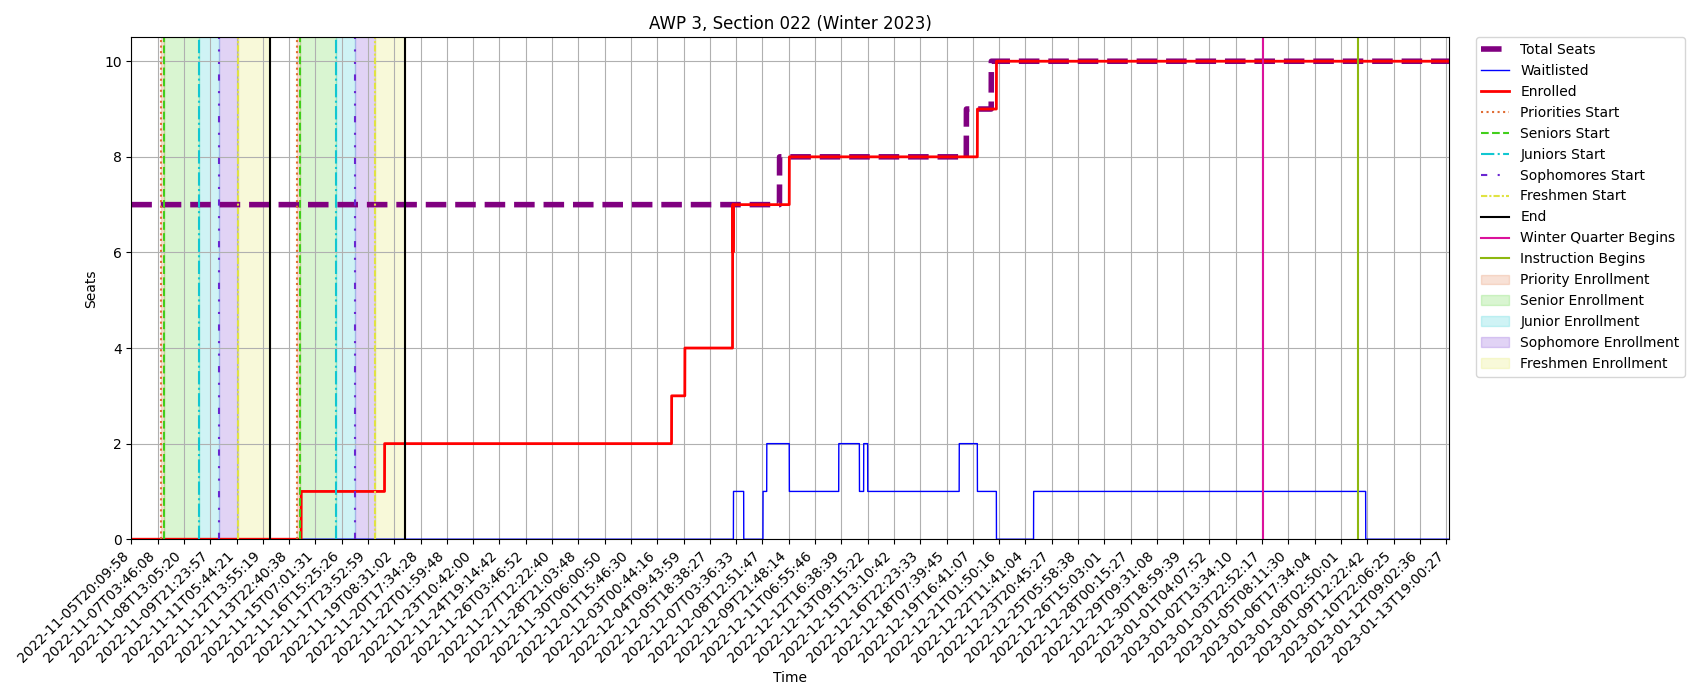 AWP 3, Section 022 (Winter 2023)
Seats
10
8
6
4
2
0
2022-11-05T20:09:58
2022-11-07T03:46:08
2022-11-08T13:05:20
2022-11-09T21:23:57
2022-11-11T05:44:21
2022-11-12T13:55:19
2022-11-13T22:40:38
2022-11-15T07:01:31
2022-11-16T15:25:26
2022-11-17T23:52:59
2022-11-19T08:31:02
2022-11-20T17:34:28
2022-11-22T01:59:48
2022-11-23T10:42:00
2022-11-24T19:14:42
2022-11-26T03:46:52
2022-11-27T12:22:40
2022-11-28T21:03:48
2022-11-30T06:00:50
2022-12-01T15:46:30
2022-12-03T00:44:16
2022-12-04T09:43:59
2022-12-05T18:38:27
2022-12-07T03:36:33
2022-12-08T12:51:47
2022-12-09T21:48:14
2022-12-11T06:55:46
2022-12-12T16:38:39
2022-12-13T09:15:22
2022-12-15T13:10:42
2022-12-16T22:23:33
2022-12-18T07:39:45
2022-12-19T16:41:07
2022-12-21T01:50:16
2022-12-22T11:41:04
2022-12-23T20:45:27
2022-12-25T05:58:38
2022-12-26T15:03:01
2022-12-28T00:15:27
2022-12-29T09:31:08
2022-12-30T18:59:39
2023-01-01T04:07:52
2023-01-02T13:34:10
2023-01-03T22:52:17
2023-01-05T08:11:30
2023-01-06T17:34:04
2023-01-08T02:50:01
2023-01-09T12:22:42
2023-01-10T22:06:25
2023-01-12T09:02:36
2023-01-13T19:00:27
Time
Total Seats
Waitlisted
Enrolled
Priorities Start
Seniors Start
Juniors Start
Sophomores Start
Freshmen Start
End
Winter Quarter Begins
Instruction Begins
Priority Enrollment
Senior Enrollment
Junior Enrollment
Sophomore Enrollment
Freshmen Enrollment